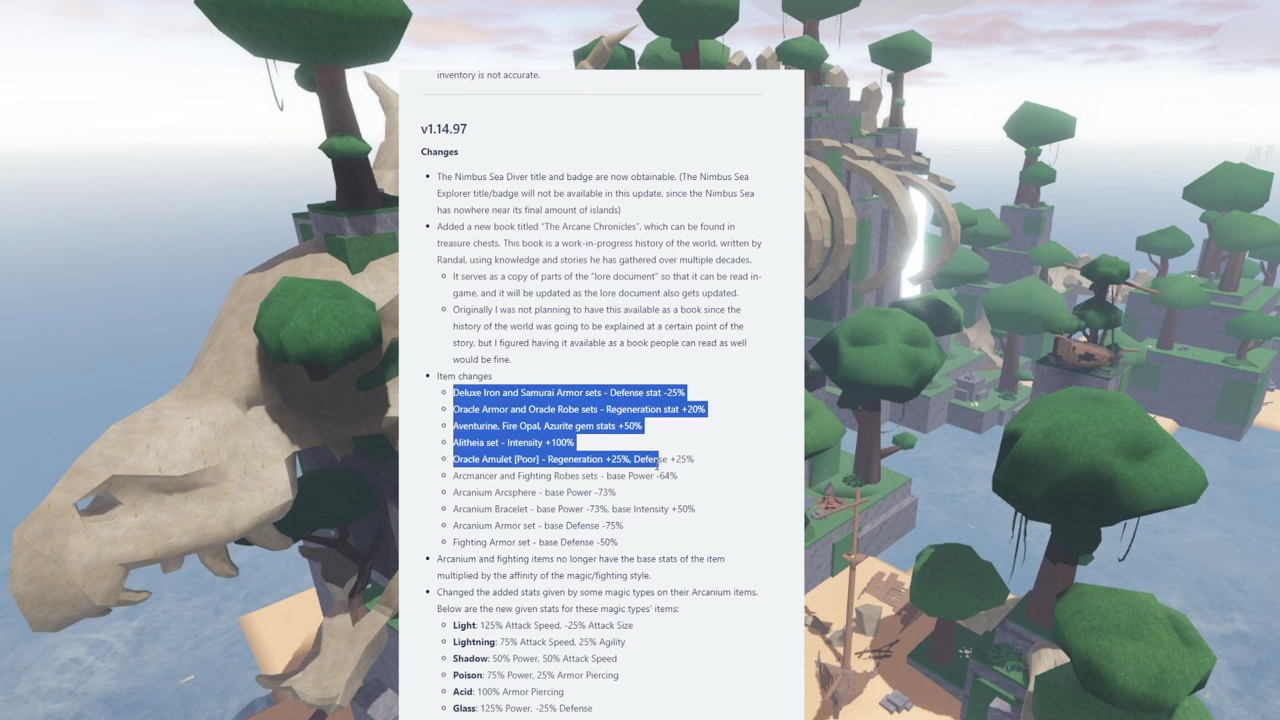 inventory is not accurate.
v1.14.97
Changes
The Nimbus Sea Diver title and badge are now obtainable. (The Nimbus Sea
Explorer title/badge will not be available in this update, since the Nimbus Sea
has nowhere near its final amount of islands)
Added a new book titled “The Arcane Chronicles”, which can be found in
treasure chests. This book is a work-in-progress history of the world, written by
Randal, using knowledge and stories he has gathered over multiple decades.
It serves as a copy of parts of the “lore document” so that it can be read in-
game, and it will be updated as the lore document also gets updated.
Originally I was not planning to have this available as a book since the
history of the world was going to be explained at a certain point of the
story, but I figured having it available as a book people can read as well
would be fine.
Item changes
Deluxe Iron and Samurai Armor sets - Defense stat -25%
Oracle Armor and Oracle Robe sets - Regeneration stat +20%
Aventurine, Fire Opal, Azurite gem stats +50%
Alitheia set - Intensity +100%
Oracle Amulet [Poor] - Regeneration +25%, Defense +25%
Arcmancer and Fighting Robes sets - base Power -64%
Arcanium Arcsphere - base Power -73%
Arcanium Bracelet - base Power -73%, base Intensity +50%
Arcanium Armor set - base Defense -75%
Fighting Armor set - base Defense -50%
Arcanium and fighting items no longer have the base stats of the item
multiplied by the affinity of the magic/fighting style.
Changed the added stats given by some magic types on their Arcanium items.
Below are the new given stats for these magic types’ items:
Light: 125% Attack Speed, -25% Attack Size
Lightning: 75% Attack Speed, 25% Agility
Shadow: 50% Power, 50% Attack Speed
Poison: 75% Power, 25% Armor Piercing
Acid: 100% Armor Piercing
Glass: 125% Power, -25% Defense